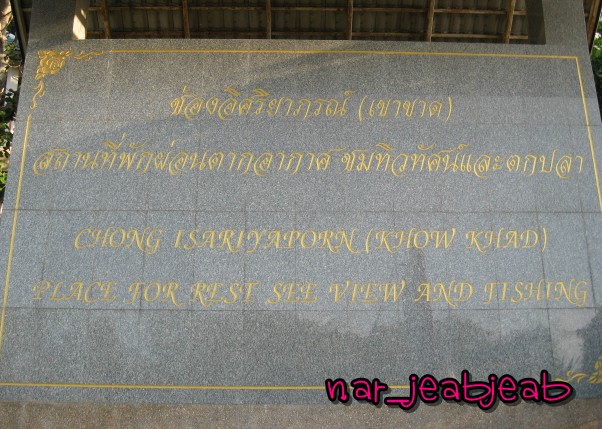 ช่องอิศริยาภรณ์ (เขาขาด)
สถานที่พักผ่อนตากอากาศ ชมทิวทัศน์และตกปลา
CHONG ISARIYAPORN (KHOW KHAD)
PLACE FOR REST SEE VIEW AND FISHING
nar_jeabjeab